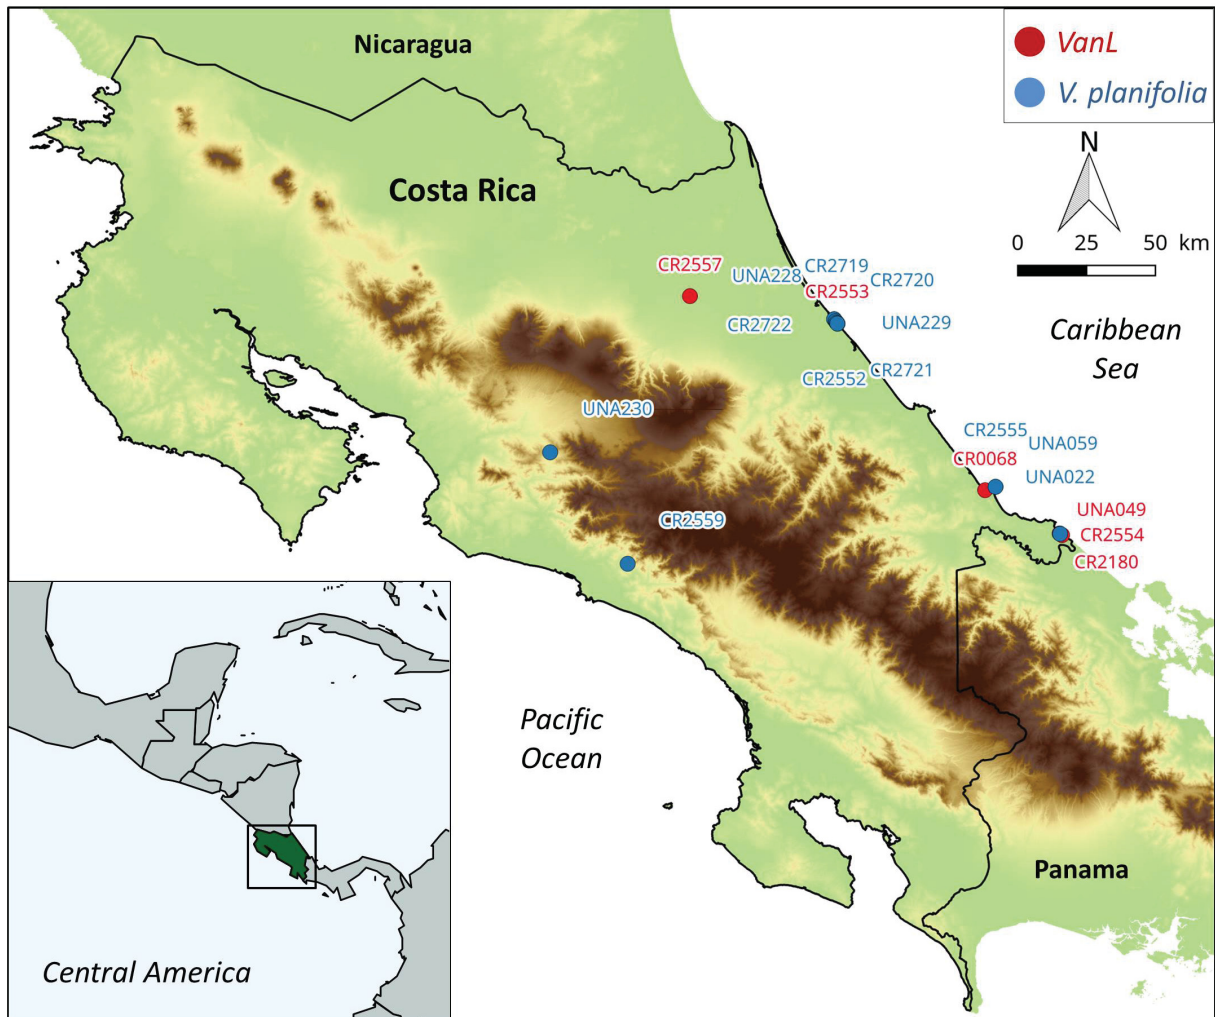 Nicaragua
VanL
V. planifolia
N
Costa Rica
0 25 50 km
CR2557
UNA228
CR2719
CR2720
CR2553
CR2722
UNA229
Caribbean
Sea
CR2552
CR2721
UNA230
CR2555
UNA059
CR0068
UNA022
CR2559
UNA049
CR2554
CR2180
Pacific
Ocean
Panama
Central America